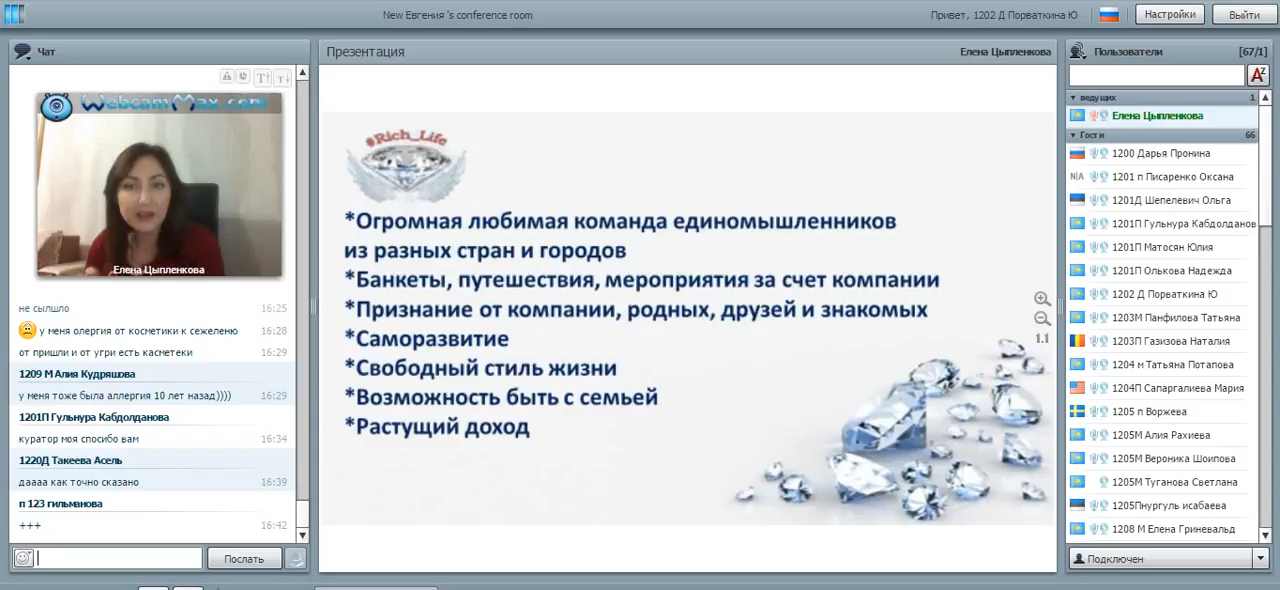 New Евгения 's conference room
Привет, 1202 Д Порваткина Ю
Настройки
Выйти
Чат
WebcamMax.com
Елена Цыпленкова
не сылшло 16:25
у меня олергия от косметики к сежеленю 16:28
от пришли и от угри есть касметеки 16:29
1209 М Алия Кудряшова
у меня тоже была аллергия 10 лет назад)))) 16:29
1201П Гульнура Кабдолданова
куратор моя спосибо вам 16:34
1220Д Такеева Асель
даааа как точно сказано 16:39
п 123 гильманова
+++ 16:42
Послать
Презентация
Елена Цыпленкова
#Rich_Life
*Огромная любимая команда единомышленников
из разных стран и городов
*Банкеты, путешествия, мероприятия за счет компании
*Признание от компании, родных, друзей и знакомых
*Саморазвитие
*Свободный стиль жизни
*Возможность быть с семьей
*Растущий доход
1:1
Пользователи [67/1]
ведущих 1
Елена Цыпленкова
Гости 66
1200 Дарья Пронина
N/A 1201 п Писаренко Оксана
1201Д Шепелевич Ольга
1201П Гульнура Кабдолданов
1201П Матосян Юлия
1201П Олькова Надежда
1202 Д Порваткина Ю
1203М Панфилова Татьяна
1203П Газизова Наталия
1204 м Татьяна Потапова
1204П Сапаргалиева Мария
1205 п Воржева
1205М Алия Рахиева
1205М Вероника Шоипова
1205М Туганова Светлана
1205Пнургуль исабаева
1208 М Елена Гриневальд
Подключен